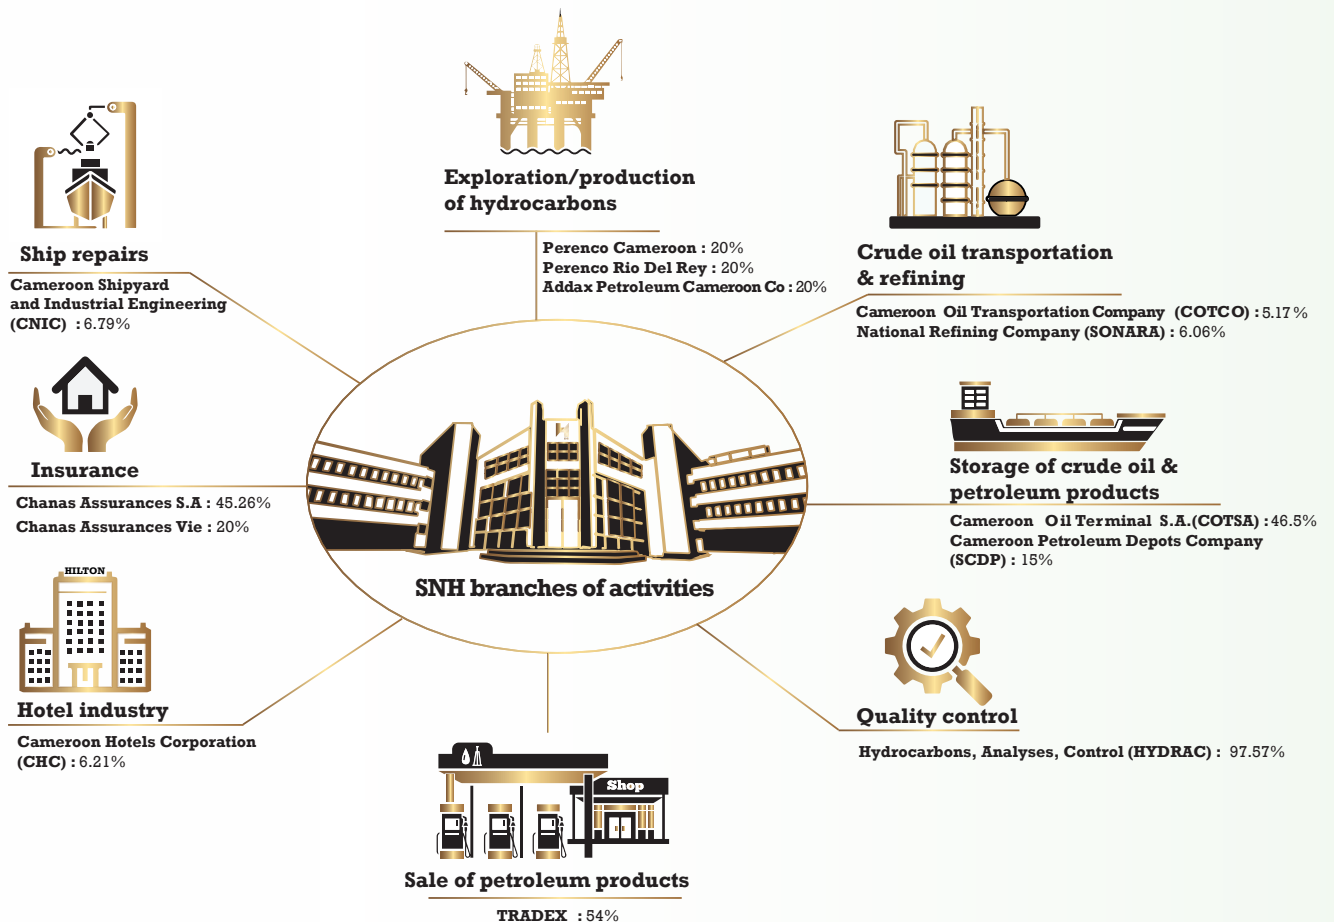 Exploration/production
of hydrocarbons
Perenco Cameroon : 20%
Perenco Rio Del Rey : 20%
Addax Petroleum Cameroon Co : 20%
Crude oil transportation
& refining
Cameroon Oil Transportation Company (COTCO) : 5.17%
National Refining Company (SONARA) : 6.06%
Ship repairs
Cameroon Shipyard
and Industrial Engineering
(CNIC) : 6.79%
Insurance
Chanas Assurances S.A : 45.26%
Chanas Assurances Vie : 20%
Storage of crude oil &
petroleum products
Cameroon Oil Terminal S.A.(COTSA) : 46.5%
Cameroon Petroleum Depots Company
(SCDP) : 15%
SNH branches of activities
HILTON
Hotel industry
Cameroon Hotels Corporation
(CHC) : 6.21%
Quality control
Hydrocarbons, Analyses, Control (HYDRAC) : 97.57%
Shop
Sale of petroleum products
TRADEX : 54%